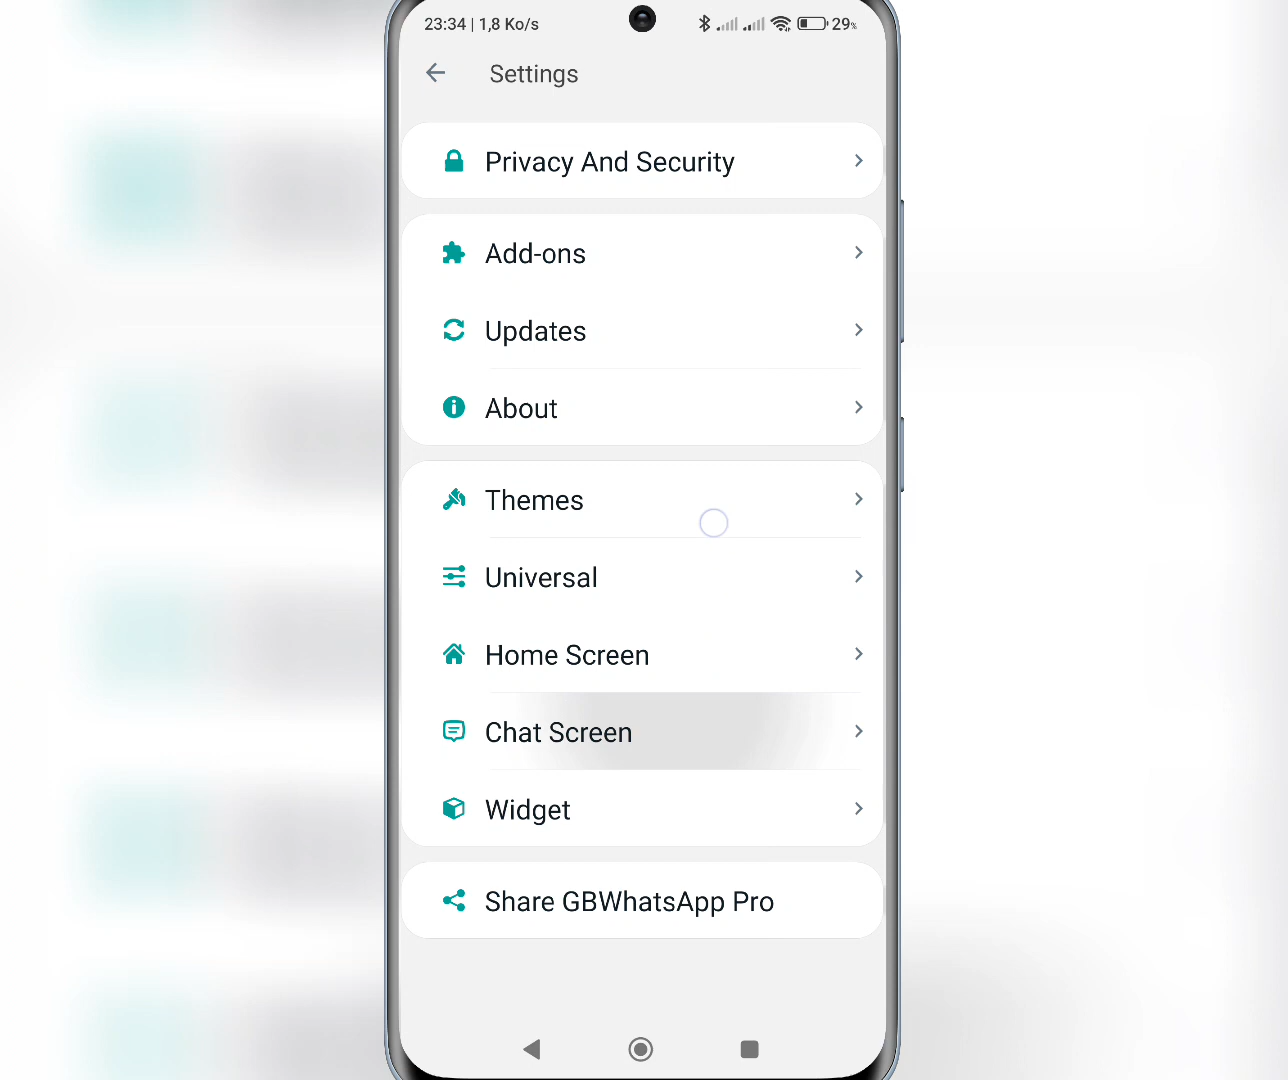 23:34 | 1,8 Ko/s 29%
Settings
Privacy And Security
Add-ons
Updates
About
Themes
Universal
Home Screen
Chat Screen
Widget
Share GBWhatsApp Pro